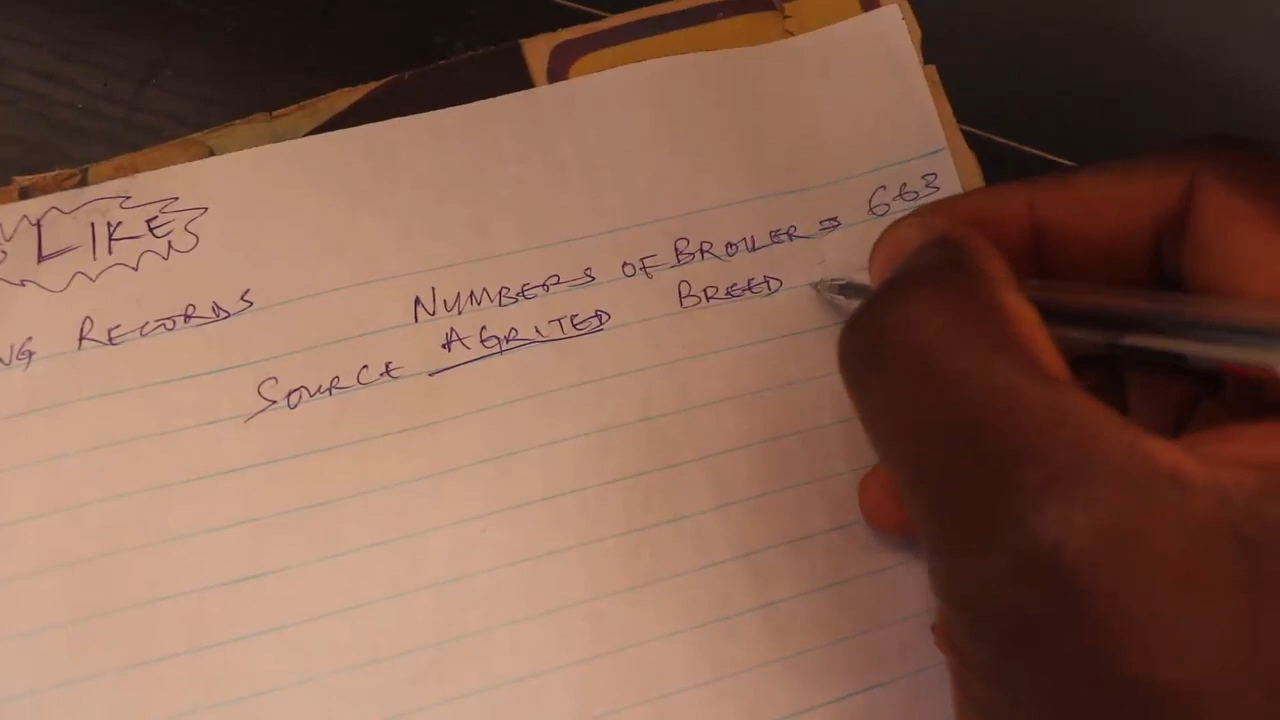 LIKE
NUMBERS OF BROILER = 663
NG RECORDS
SOURCE AGRITED BREED